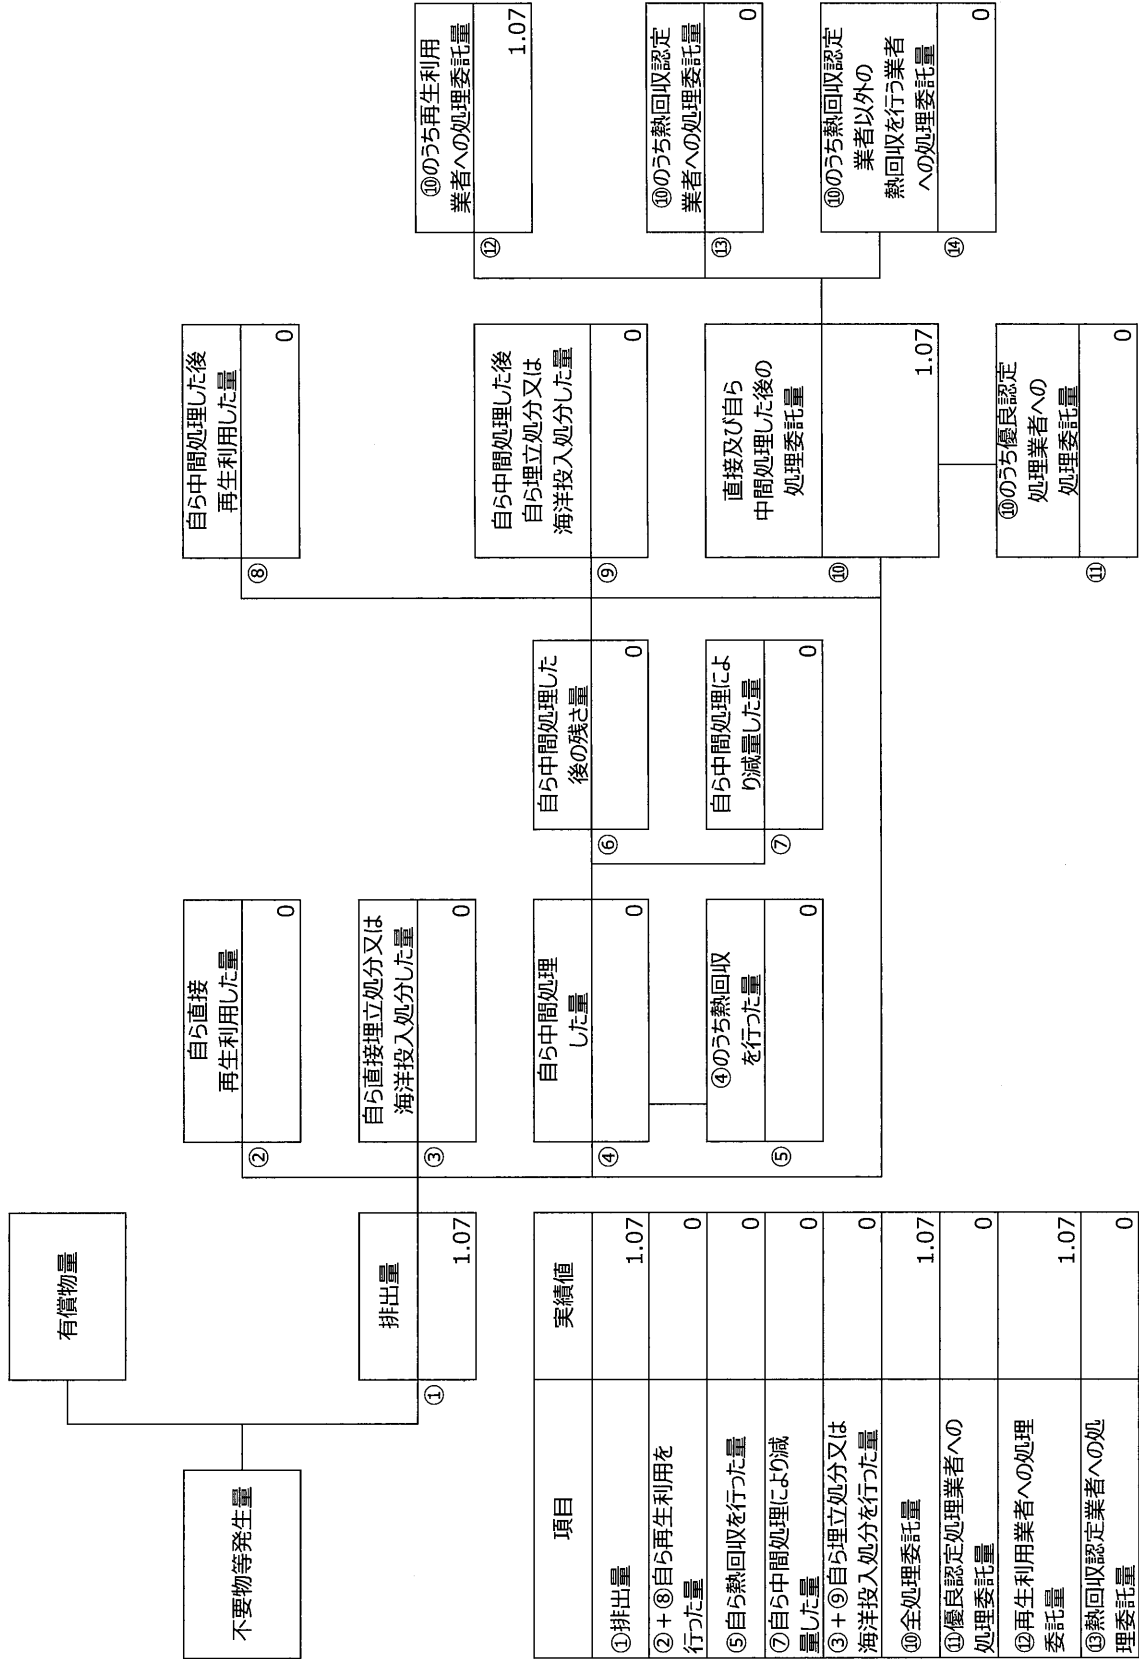 不要物等発生量
有償物量
①
排出量
1.07
②
自ら直接
再生利用した量
0
③
自ら直接埋立処分又は
海洋投入処分した量
0
④
自ら中間処理
した量
0
⑤
④のうち熱回収
を行った量
0
⑥
自ら中間処理した
後の残さ量
0
⑦
自ら中間処理によ
り減量した量
0
⑧
自ら中間処理した後
再生利用した量
0
⑨
自ら中間処理した後
自ら埋立処分又は
海洋投入処分した量
0
⑩
直接及び自ら
中間処理した後の
処理委託量
1.07
⑪
⑩のうち優良認定
処理業者への
処理委託量
0
⑫
⑩のうち再生利用
業者への処理委託量
1.07
⑬
⑩のうち熱回収認定
業者への処理委託量
0
⑭
⑩のうち熱回収認定
業者以外の
熱回収を行う業者
への処理委託量
0
項目 実績値
①排出量 1.07
②+⑧自ら再生利用を
行った量 0
⑤自ら熱回収を行った量 0
⑦自ら中間処理により減
量した量 0
③+⑨自ら埋立処分又は
海洋投入処分を行った量 0
⑩全処理委託量 1.07
⑪優良認定処理業者への
処理委託量 0
⑫再生利用業者への処理
委託量 1.07
⑬熱回収認定業者への処
理委託量 0